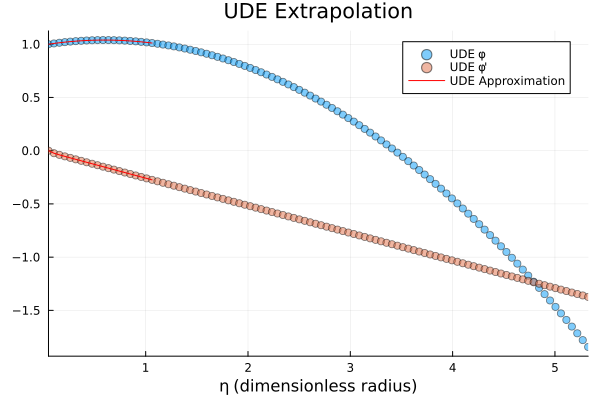 UDE Extrapolation
UDE φ
UDE φ'
UDE Approximation
1.0
0.5
0.0
−0.5
−1.0
−1.5
1 2 3 4 5
η (dimensionless radius)